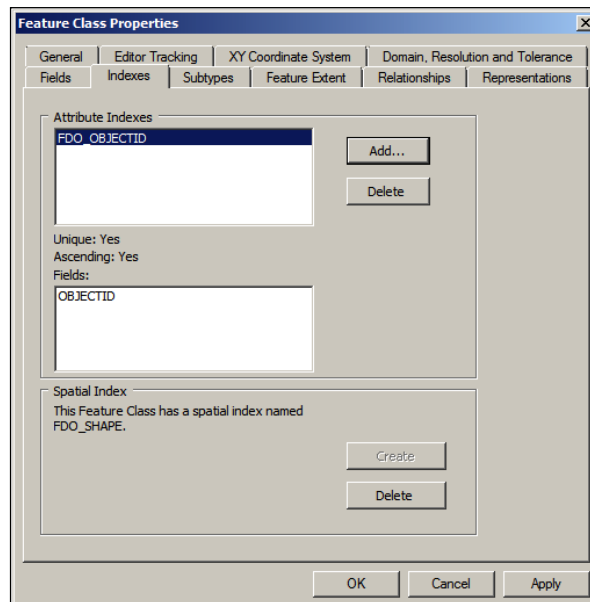 Feature Class Properties
General Editor Tracking XY Coordinate System Domain, Resolution and Tolerance
Fields Indexes Subtypes Feature Extent Relationships Representations
Attribute Indexes
FDO_OBJECTID
Add...
Delete
Unique: Yes
Ascending: Yes
Fields:
OBJECTID
Spatial Index
This Feature Class has a spatial index named
FDO_SHAPE.
Create
Delete
OK Cancel Apply